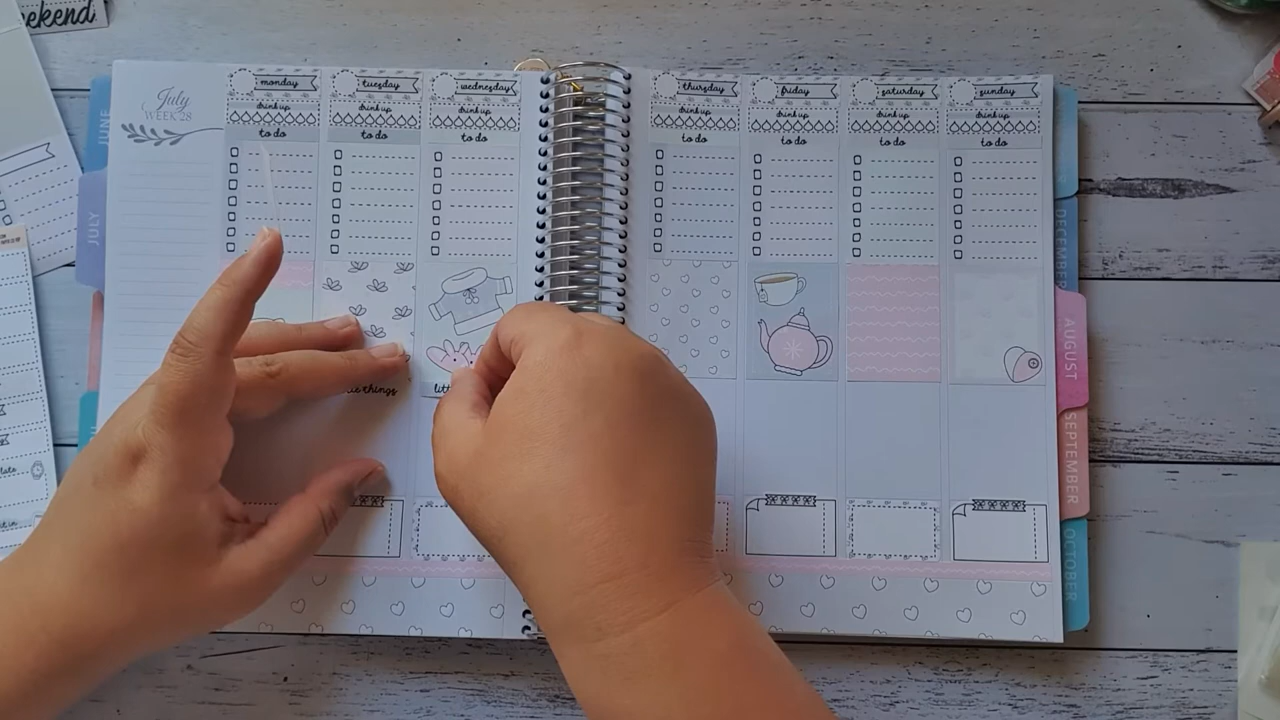 ekend
July
WEEK 28
monday
tuesday
wednesday
thursday
friday
saturday
sunday
drink up
drink up
drink up
drink up
drink up
drink up
drink up
to do
to do
to do
to do
to do
to do
to do
things
JUNE
JULY
DECEMBER
AUGUST
SEPTEMBER
OCTOBER